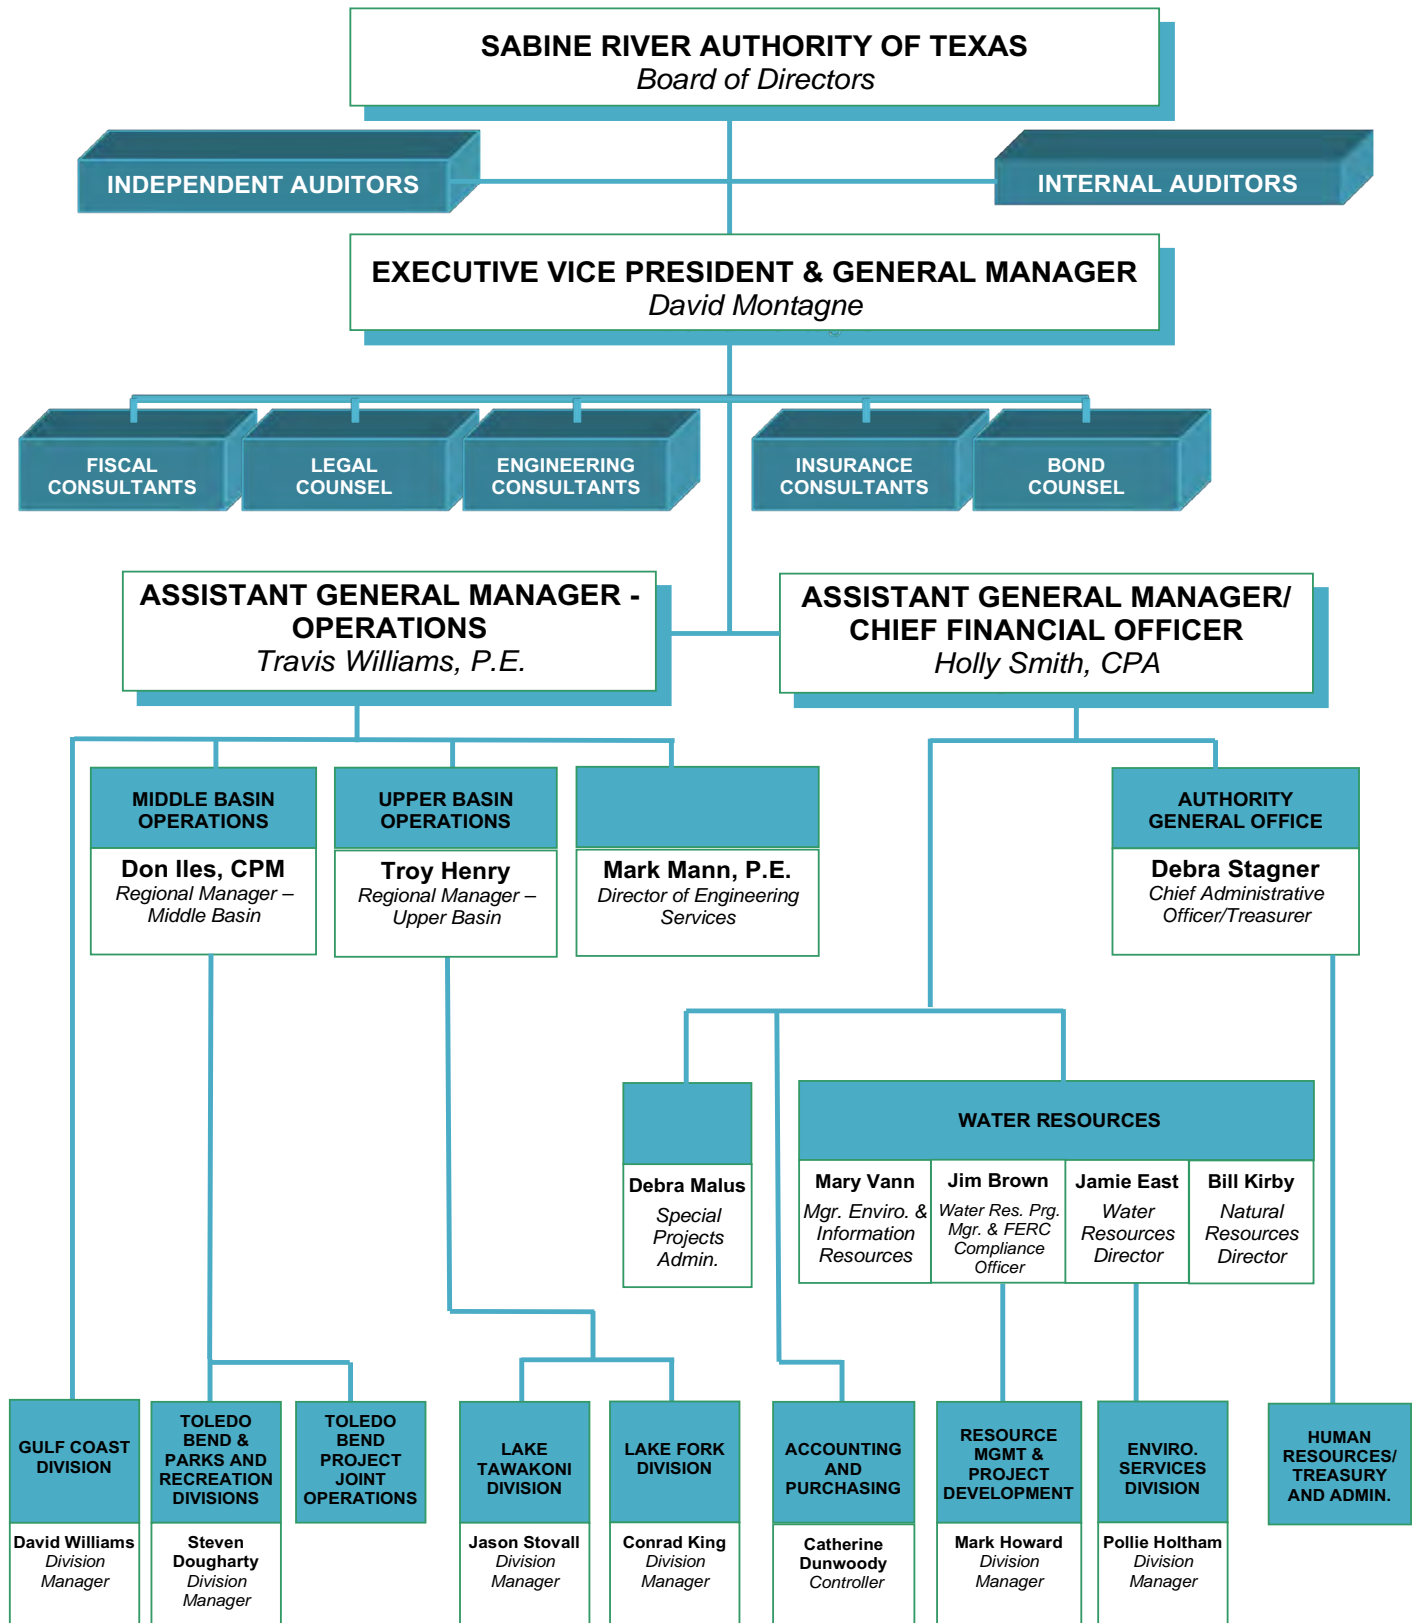 SABINE RIVER AUTHORITY OF TEXAS
Board of Directors
INDEPENDENT AUDITORS
INTERNAL AUDITORS
EXECUTIVE VICE PRESIDENT & GENERAL MANAGER
David Montagne
FISCAL
CONSULTANTS
LEGAL
COUNSEL
ENGINEERING
CONSULTANTS
INSURANCE
CONSULTANTS
BOND
COUNSEL
ASSISTANT GENERAL MANAGER -
OPERATIONS
Travis Williams, P.E.
ASSISTANT GENERAL MANAGER/
CHIEF FINANCIAL OFFICER
Holly Smith, CPA
MIDDLE BASIN
OPERATIONS
Don Iles, CPM
Regional Manager –
Middle Basin
UPPER BASIN
OPERATIONS
Troy Henry
Regional Manager –
Upper Basin
Mark Mann, P.E.
Director of Engineering
Services
AUTHORITY
GENERAL OFFICE
Debra Stagner
Chief Administrative
Officer/Treasurer
Debra Malus
Special
Projects
Admin.
WATER RESOURCES
Mary Vann
Mgr. Enviro. &
Information
Resources
Jim Brown
Water Res. Prg.
Mgr. & FERC
Compliance
Officer
Jamie East
Water
Resources
Director
Bill Kirby
Natural
Resources
Director
GULF COAST
DIVISION
David Williams
Division
Manager
TOLEDO
BEND &
PARKS AND
RECREATION
DIVISIONS
Steven
Dougharty
Division
Manager
TOLEDO
BEND
PROJECT
JOINT
OPERATIONS
LAKE
TAWAKONI
DIVISION
Jason Stovall
Division
Manager
LAKE FORK
DIVISION
Conrad King
Division
Manager
ACCOUNTING
AND
PURCHASING
Catherine
Dunwoody
Controller
RESOURCE
MGMT &
PROJECT
DEVELOPMENT
Mark Howard
Division
Manager
ENVIRO.
SERVICES
DIVISION
Pollie Holtham
Division
Manager
HUMAN
RESOURCES/
TREASURY
AND ADMIN.